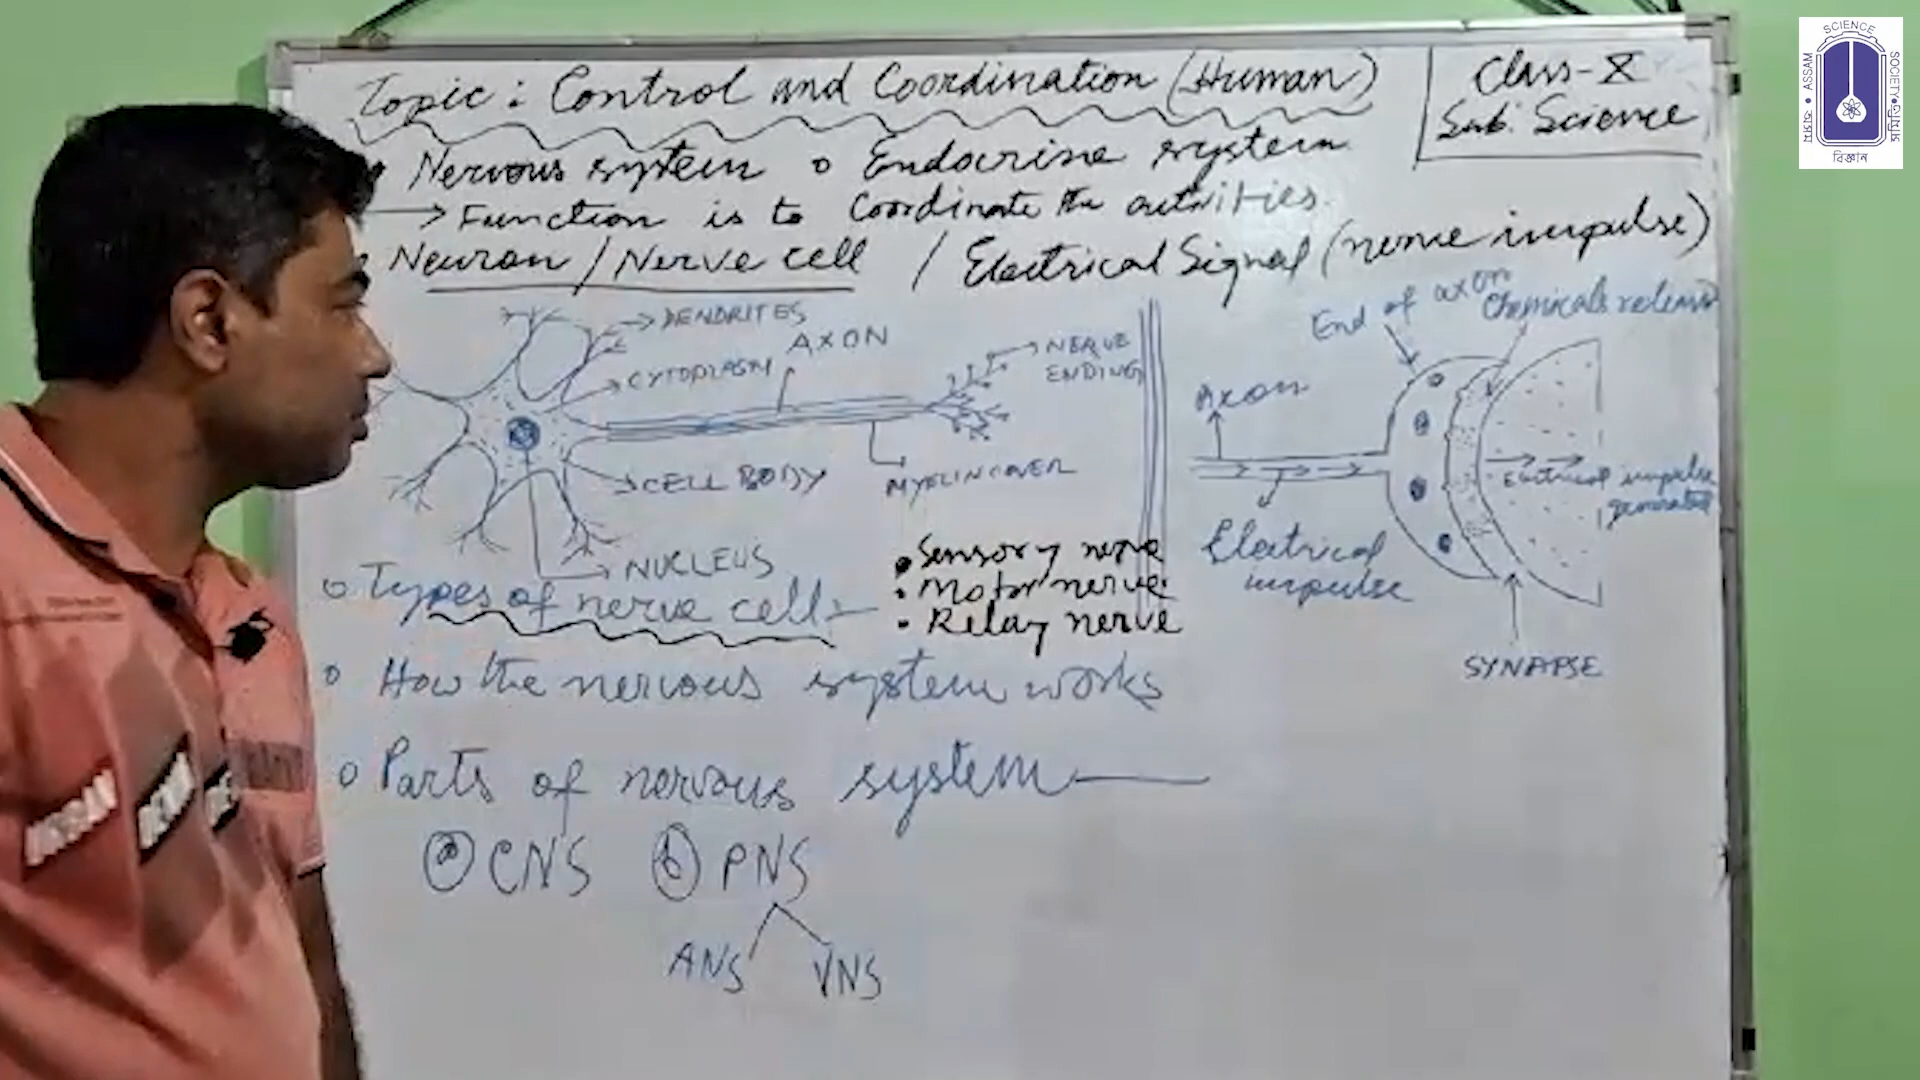 Topic: Control and Coordination (Human)
Class-X
Sub: Science
Nervous system o Endocrine system
→ Function is to Coordinate the activities.
Neuron / Nerve cell / Electrical Signal (nerve impulse)
DENDRITES
AXON
CYTOPLASM
NERVE
ENDING
CELL BODY
MYELIN COVER
NUCLEUS
End of axon
Chemicals released
Axon
Electrical impulse
generated
Electrical
impulse
SYNAPSE
o Types of nerve cell :-
• Sensory nerve
• Motor nerve
• Relay nerve
o How the nervous system works
o Parts of nervous system
a CNS b PNS
ANS VNS
SCIENCE
ASSAM
SOCIETY
বিজ্ঞান